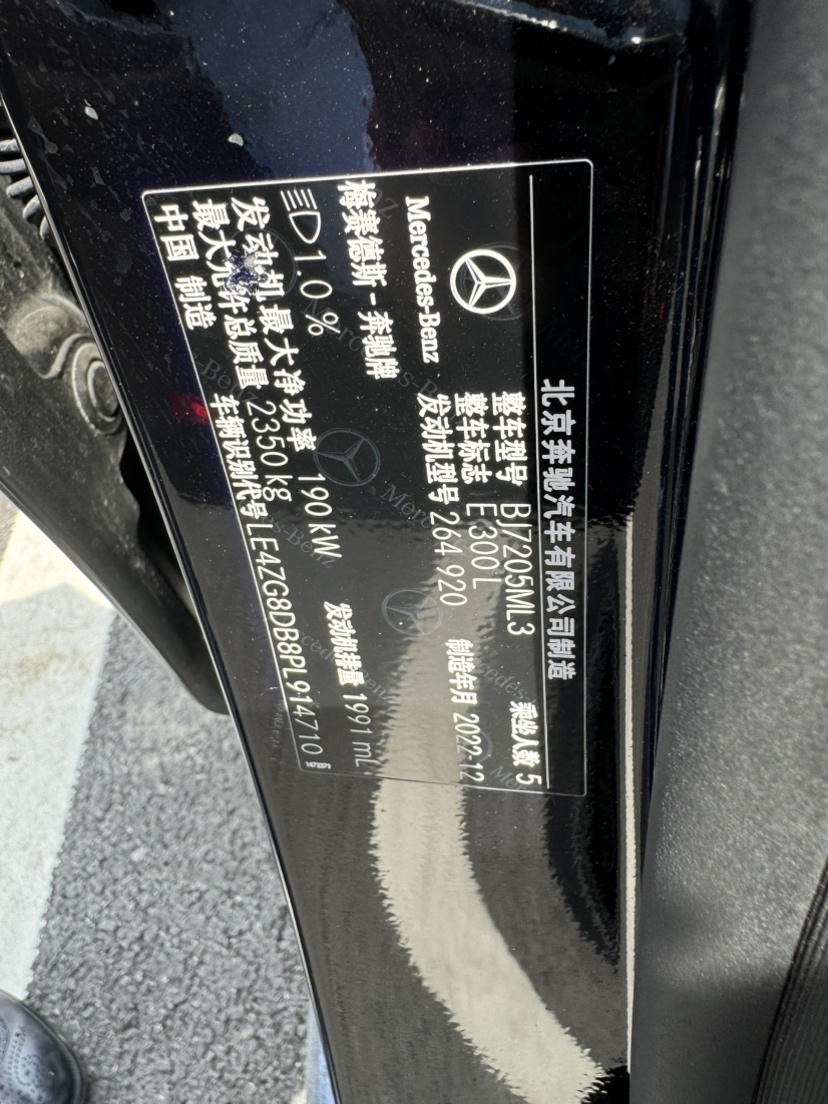 北京奔驰汽车有限公司制造
整车型号 BJ7205ML3 乘坐人数 5
整车标志 E 300 L
Mercedes-Benz 发动机型号 264 920 制造年月 2022-12
梅赛德斯-奔驰牌
1.0 % 发动机排量 1991 mL
发动机最大净功率 190 kW
最大允许总质量 2350 kg
中国 制造 车辆识别代号 LE4ZG8DB8PL914710